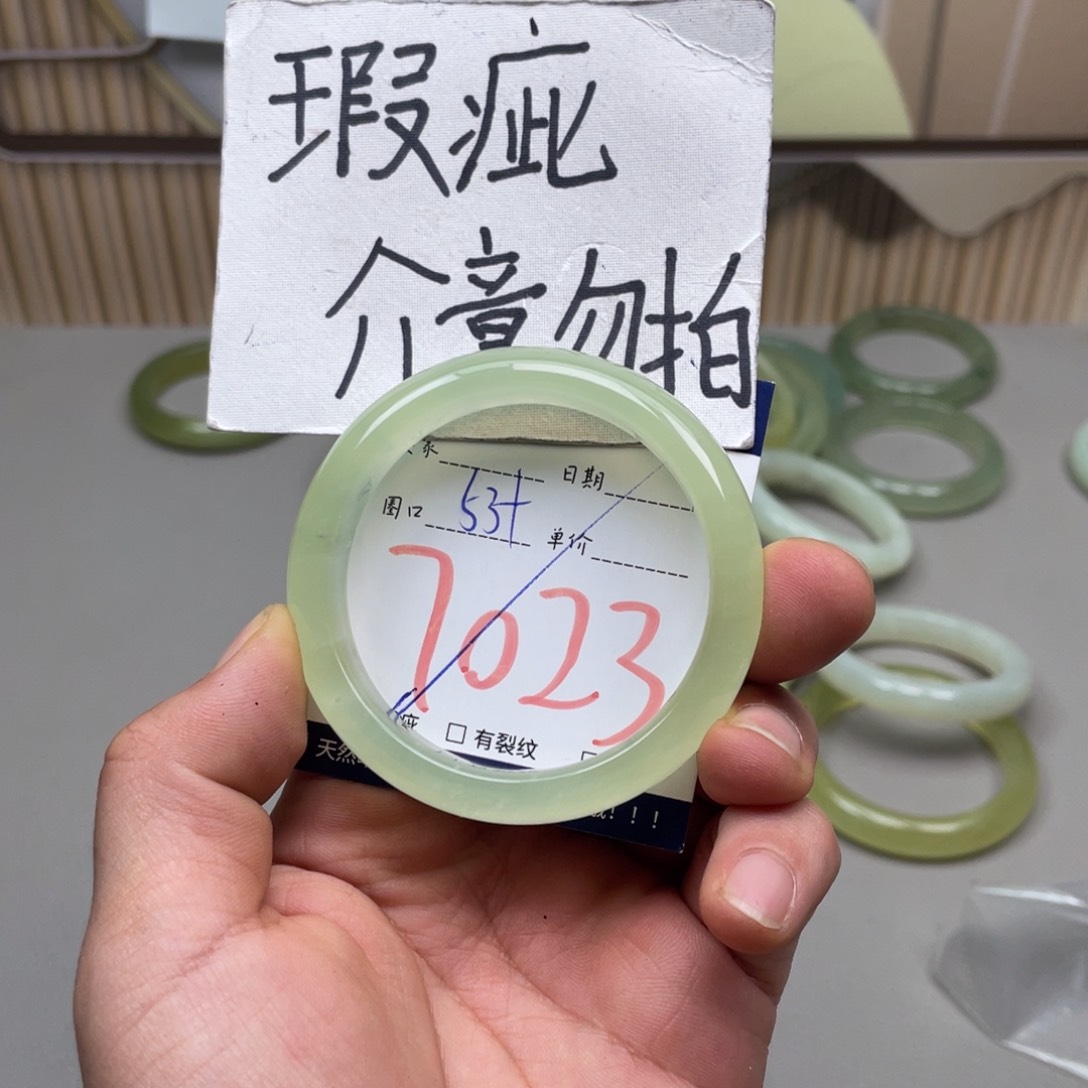 瑕疵
介意勿拍
日期
圈口 53+ 单价
7023
疵 □ 有裂纹
天然
！！！